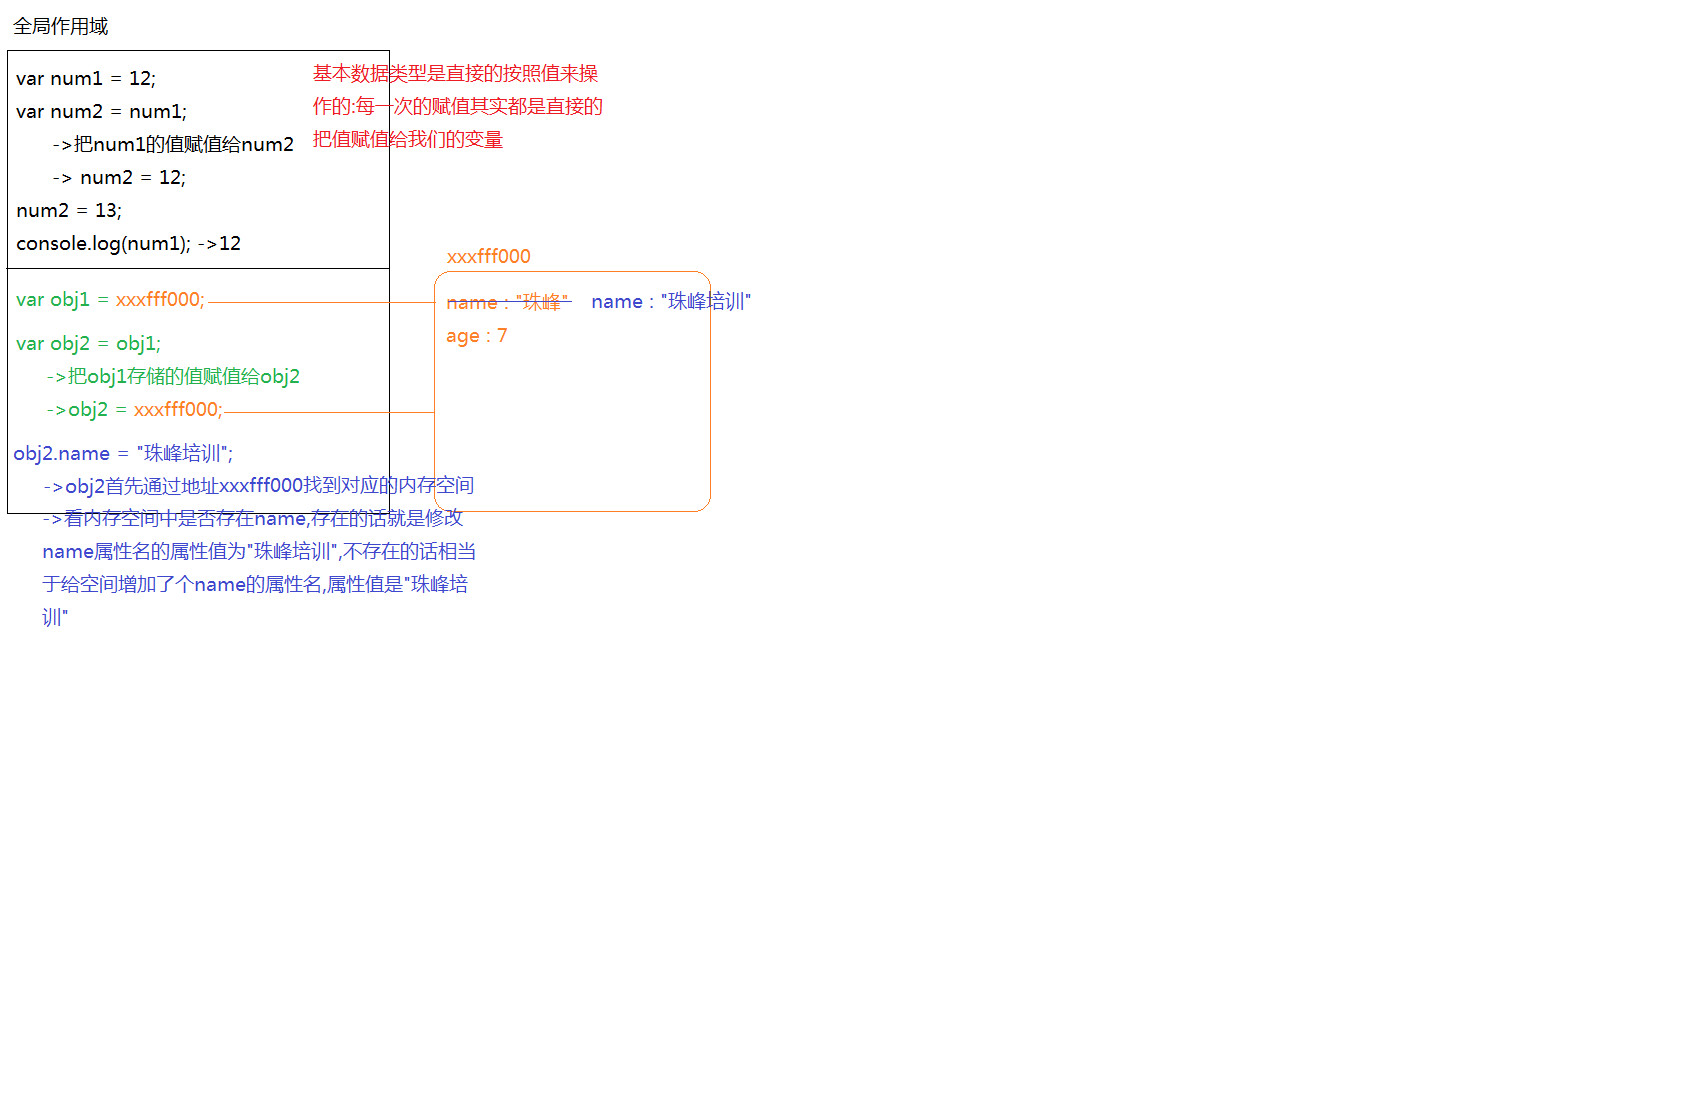 全局作用域
var num1 = 12;
var num2 = num1;
->把num1的值赋值给num2
-> num2 = 12;
num2 = 13;
console.log(num1); ->12
基本数据类型是直接的按照值来操
作的:每一次的赋值其实都是直接的
把值赋值给我们的变量
var obj1 = xxxfff000;
var obj2 = obj1;
->把obj1存储的值赋值给obj2
->obj2 = xxxfff000;
xxxfff000
name : "珠峰" name : "珠峰培训"
age : 7
obj2.name = "珠峰培训";
->obj2首先通过地址xxxfff000找到对应的内存空间
->看内存空间中是否存在name,存在的话就是修改
name属性名的属性值为"珠峰培训",不存在的话相当
于给空间增加了个name的属性名,属性值是"珠峰培
训"